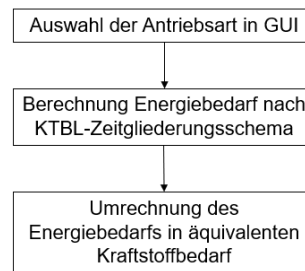 Auswahl der Antriebsart in GUI
Berechnung Energiebedarf nach
KTBL-Zeitgliederungsschema
Umrechnung des
Energiebedarfs in äquivalenten
Kraftstoffbedarf